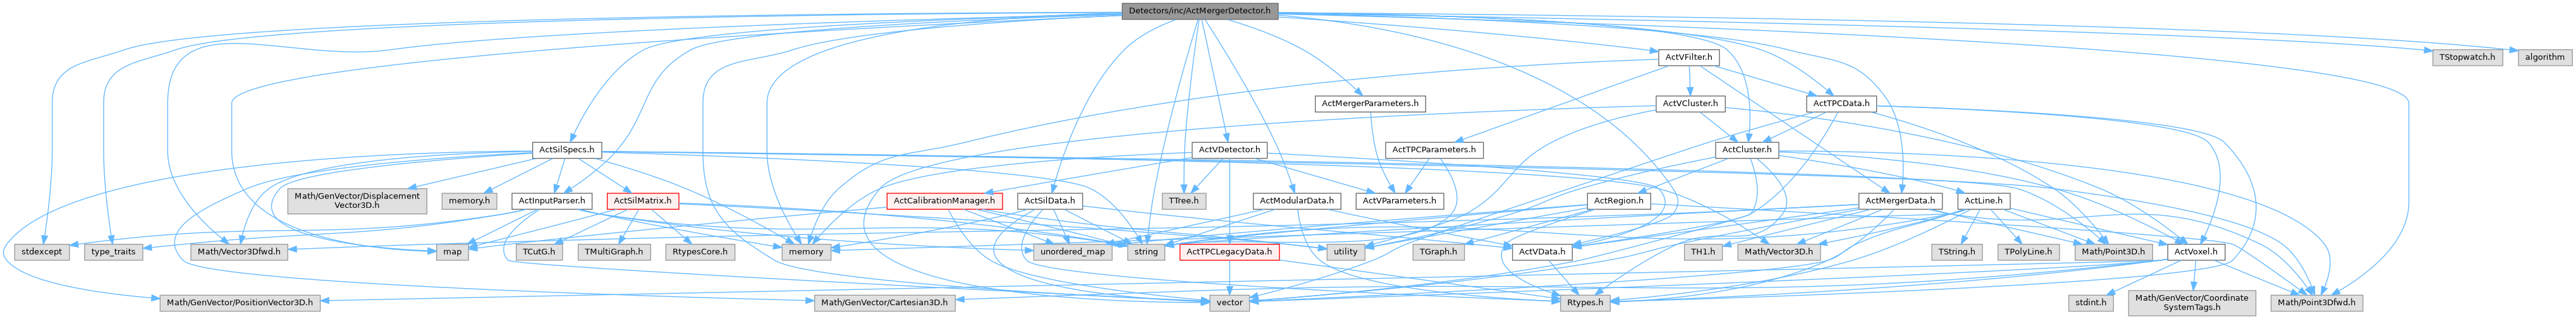 Detectors/inc/ActMergerDetector.h
ActVFilter.h
TStopwatch.h
algorithm
ActMergerParameters.h
ActVCluster.h
ActTPCData.h
ActSilSpecs.h
ActVDetector.h
ActTPCParameters.h
ActCluster.h
Math/GenVector/Displacement
Vector3D.h
memory.h
ActInputParser.h
ActSilMatrix.h
ActCalibrationManager.h
ActSilData.h
TTree.h
ActModularData.h
ActVParameters.h
ActRegion.h
ActMergerData.h
ActLine.h
stdexcept
type_traits
Math/Vector3Dfwd.h
map
TCutG.h
TMultiGraph.h
RtypesCore.h
memory
unordered_map
string
ActTPCLegacyData.h
utility
TGraph.h
ActVData.h
TH1.h
Math/Vector3D.h
TString.h
TPolyLine.h
Math/Point3D.h
ActVoxel.h
Math/GenVector/PositionVector3D.h
Math/GenVector/Cartesian3D.h
vector
Rtypes.h
stdint.h
Math/GenVector/Coordinate
SystemTags.h
Math/Point3Dfwd.h